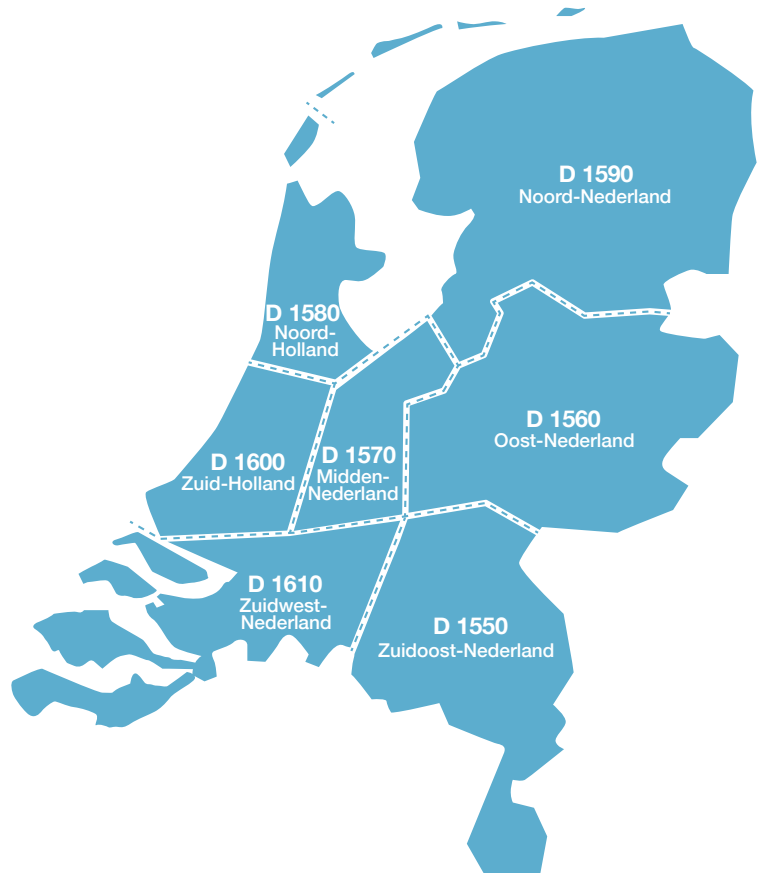 D 1590
Noord-Nederland
D 1580
Noord-
Holland
D 1560
Oost-Nederland
D 1570
Midden-
Nederland
D 1600
Zuid-Holland
D 1610
Zuidwest-
Nederland
D 1550
Zuidoost-Nederland